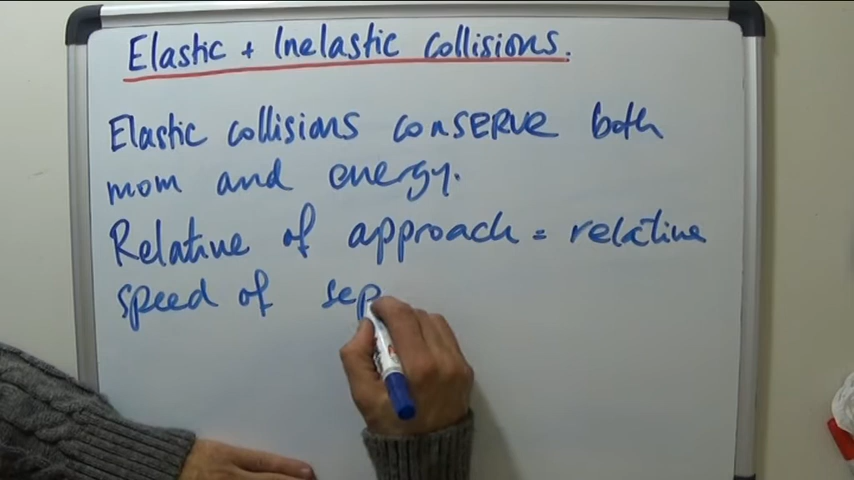 Elastic + Inelastic collisions.
Elastic collisions conserve both
mom and energy.
Relative of approach = relative
speed of sep